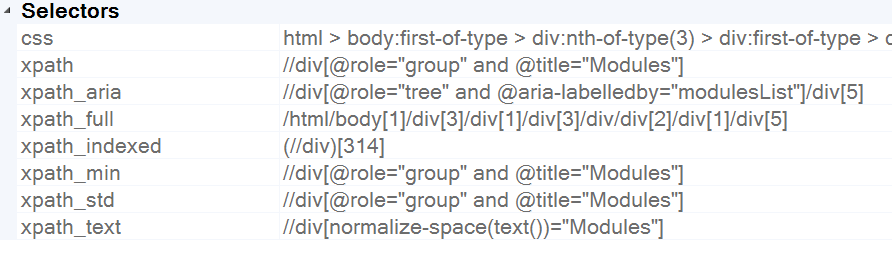 Selectors
css html > body:first-of-type > div:nth-of-type(3) > div:first-of-type >
xpath //div[@role="group" and @title="Modules"]
xpath_aria //div[@role="tree" and @aria-labelledby="modulesList"]/div[5]
xpath_full /html/body[1]/div[3]/div[1]/div[3]/div/div[2]/div[1]/div[5]
xpath_indexed (//div)[314]
xpath_min //div[@role="group" and @title="Modules"]
xpath_std //div[@role="group" and @title="Modules"]
xpath_text //div[normalize-space(text())="Modules"]